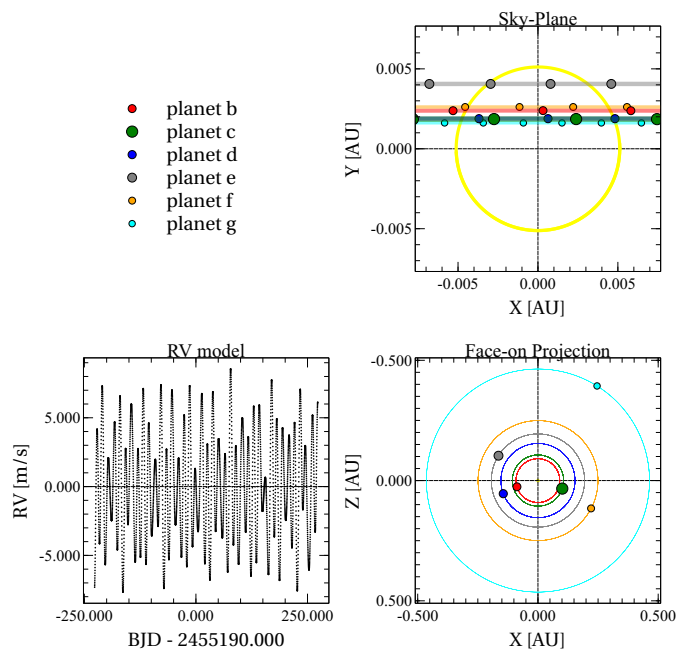 Sky-Plane
planet b
planet c
planet d
planet e
planet f
planet g
0.005
0.000
-0.005
Y [AU]
-0.005 0.000 0.005
X [AU]
RV model
5.000
0.000
-5.000
RV [m/s]
-250.000 0.000 250.000
BJD - 2455190.000
Face-on Projection
-0.500
0.000
0.500
Z [AU]
-0.500 0.000 0.500
X [AU]